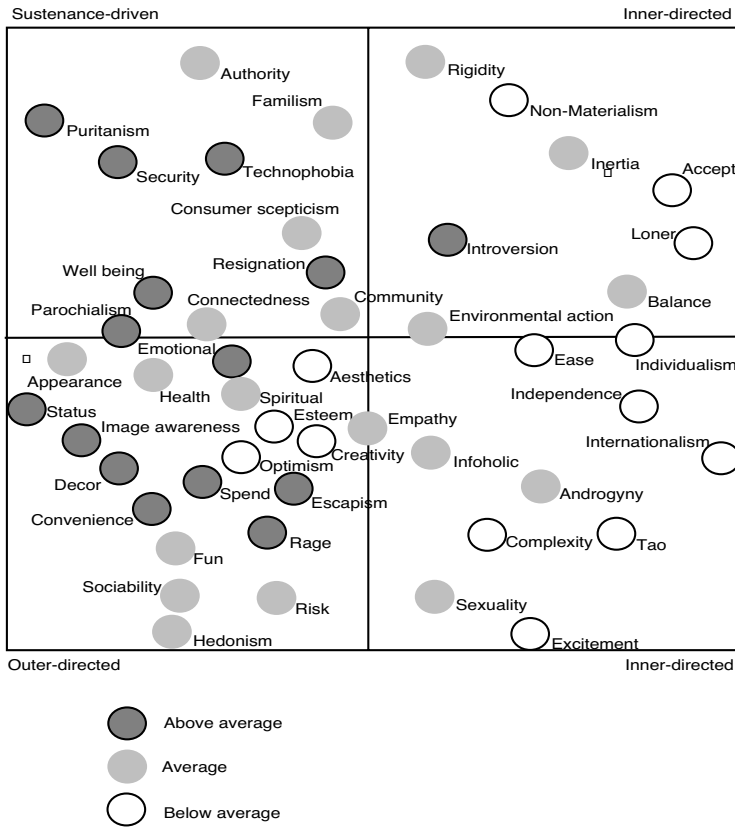 Sustenance-driven
Inner-directed
Authority
Rigidity
Familism
Non-Materialism
Puritanism
Inertia
Accept
Security
Technophobia
Consumer scepticism
Loner
Introversion
Resignation
Well being
Connectedness
Community
Balance
Parochialism
Environmental action
Emotional
Ease
Individualism
Appearance
Health
Aesthetics
Spiritual
Independence
Status
Image awareness
Esteem
Empathy
Creativity
Internationalism
Optimism
Infoholic
Decor
Spend
Escapism
Androgyny
Convenience
Rage
Complexity
Tao
Fun
Sociability
Risk
Sexuality
Hedonism
Excitement
Outer-directed
Inner-directed
Above average
Average
Below average